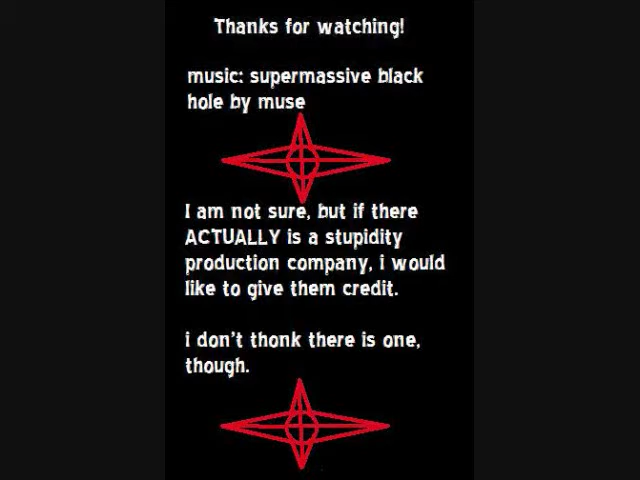 Thanks for watching!
music: supermassive black
hole by muse
I am not sure, but if there
ACTUALLY is a stupidity
production company, i would
like to give them credit.
i don't thonk there is one,
though.